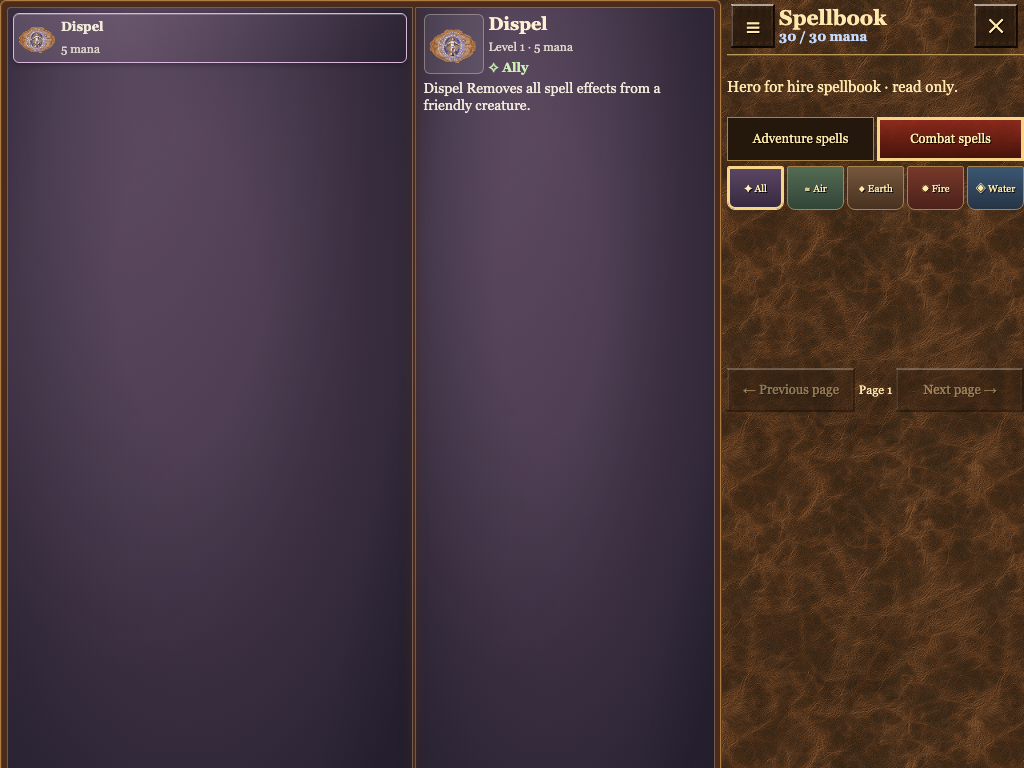 Dispel
5 mana
Dispel
Level 1 · 5 mana
✧ Ally
Dispel Removes all spell effects from a
friendly creature.
≡
Spellbook
30 / 30 mana
×
Hero for hire spellbook · read only.
Adventure spells
Combat spells
✦ All
≈ Air
♦ Earth
✹ Fire
◈ Water
← Previous page
Page 1
Next page →